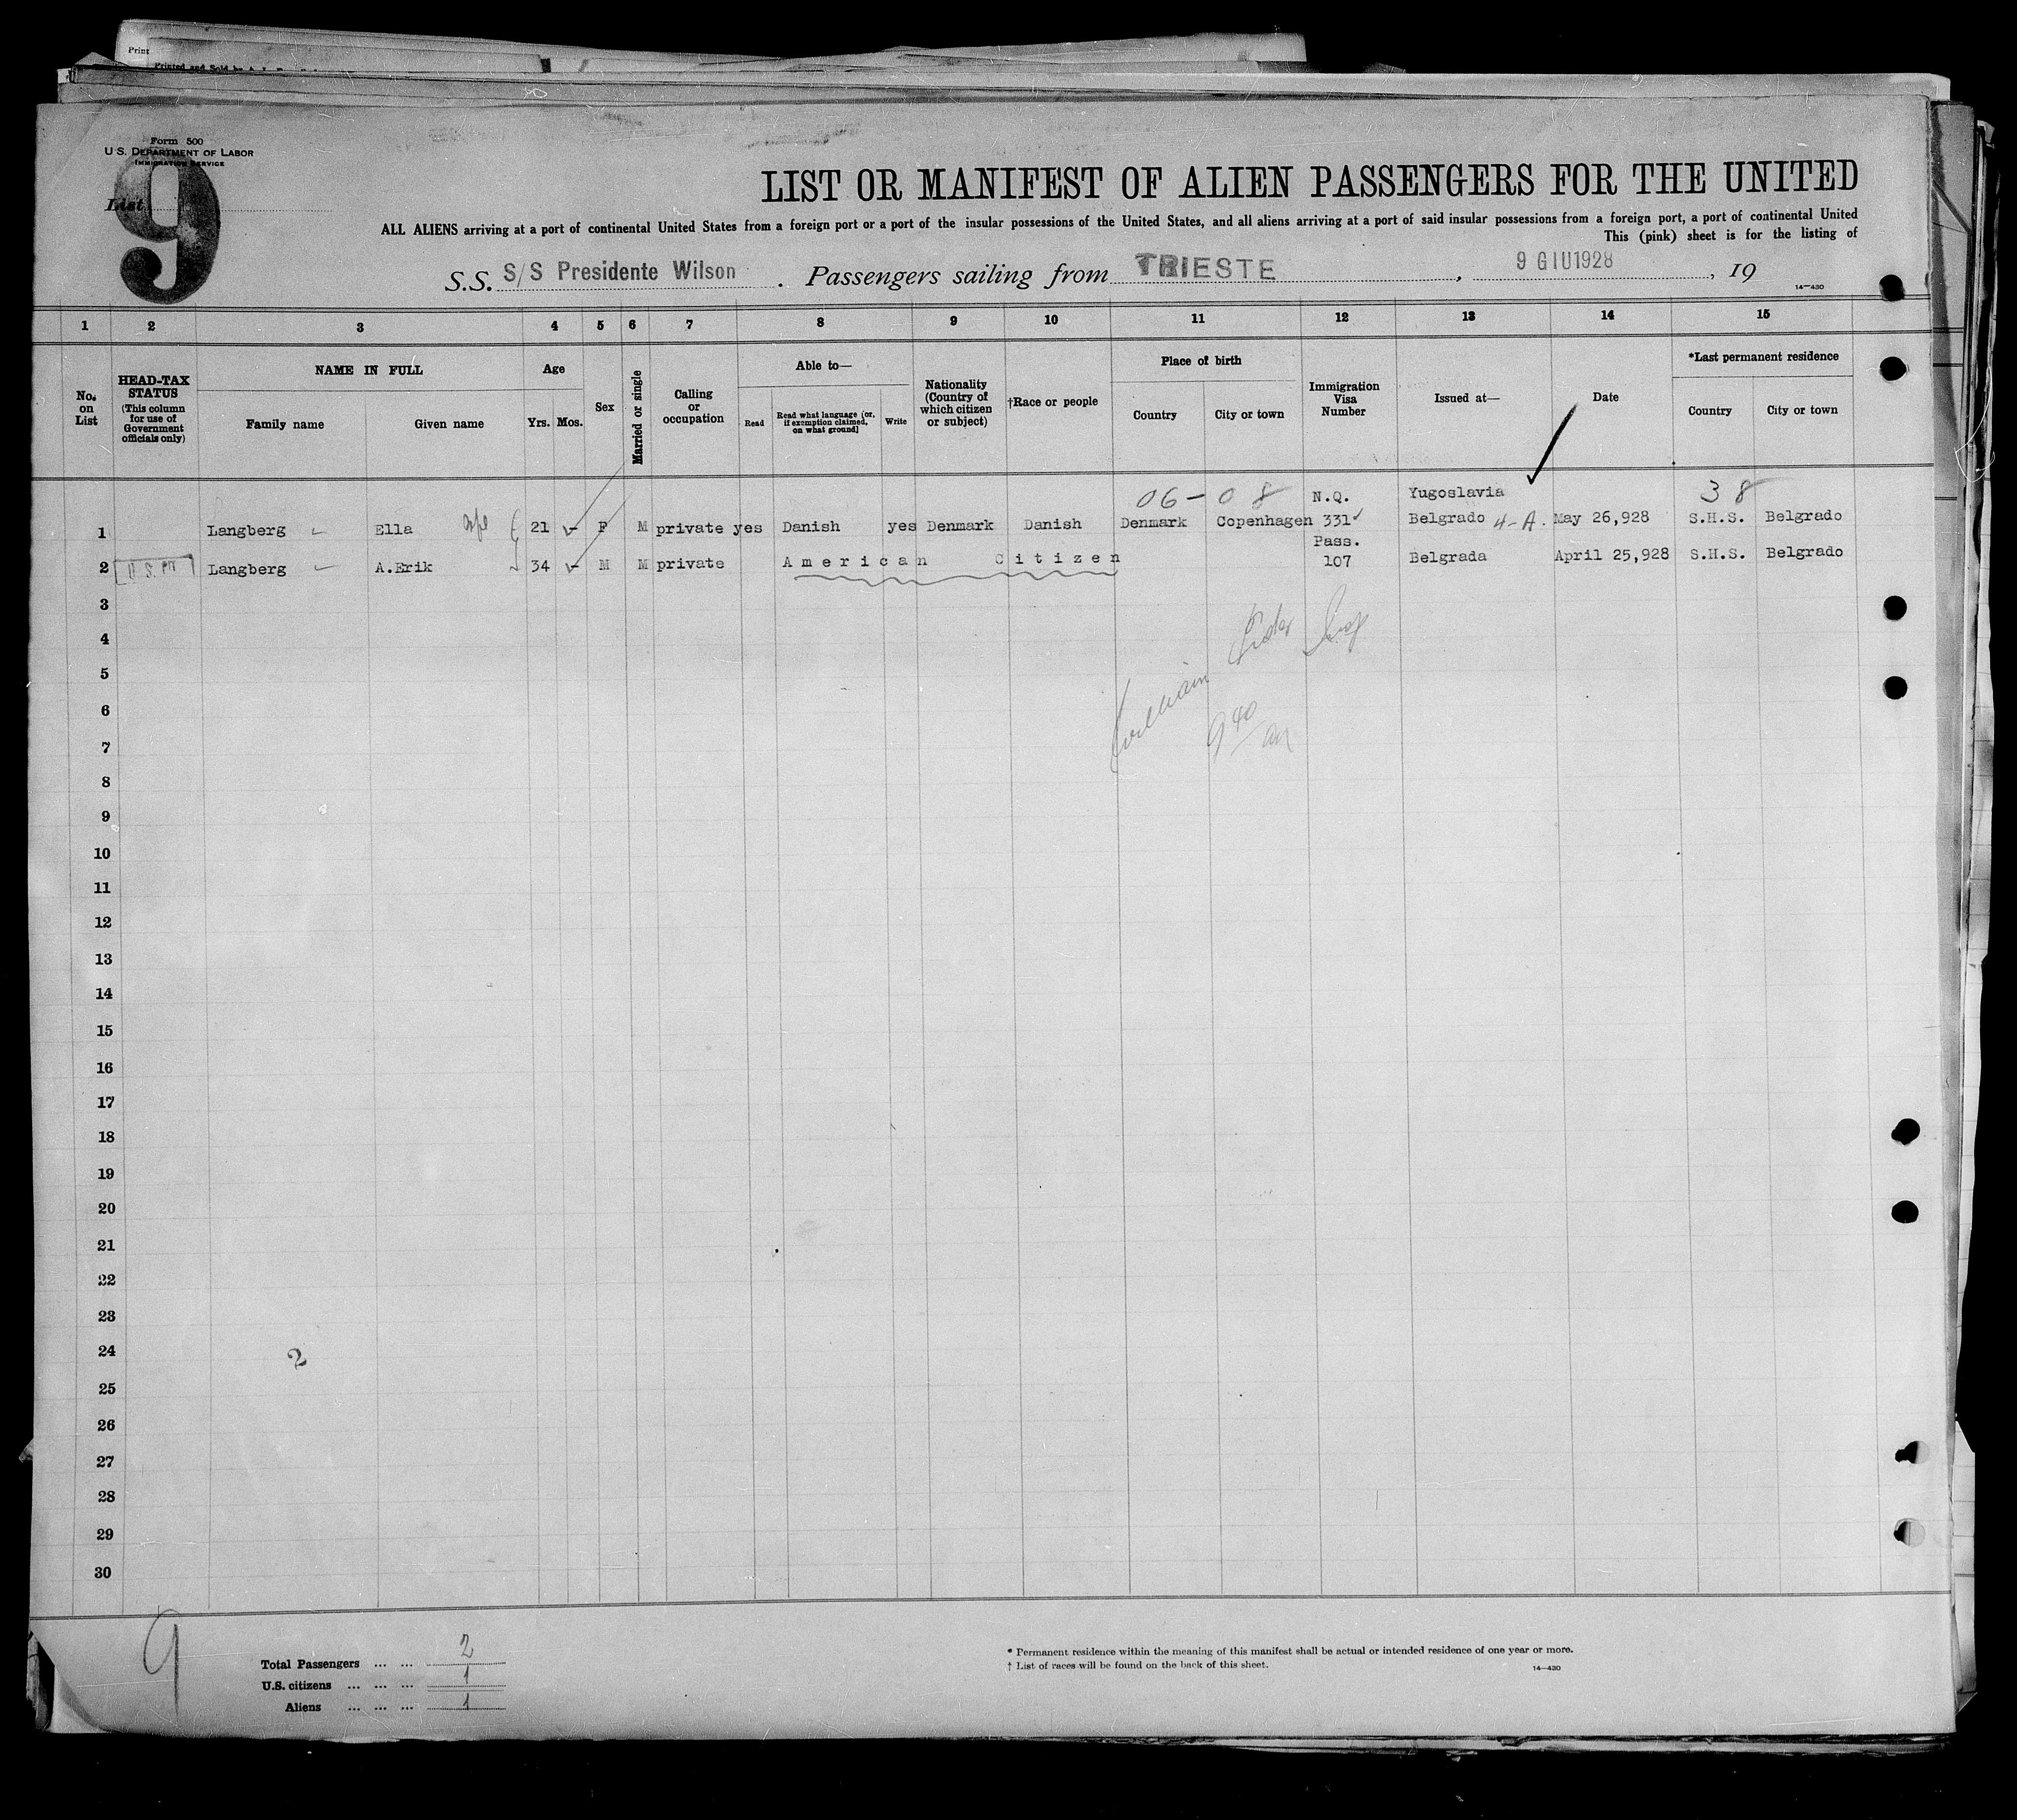 Print
Printed and Sold by
Form 500
U.S. DEPARTMENT OF LABOR
IMMIGRATION SERVICE
List
9
LIST OR MANIFEST OF ALIEN PASSENGERS FOR THE UNITED
ALL ALIENS arriving at a port of continental United States from a foreign port or a port of the insular possessions of the United States, and all aliens arriving at a port of said insular possessions from a foreign port, a port of continental United
This (pink) sheet is for the listing of
S.S. S/S Presidente Wilson. Passengers sailing from TRIESTE, 9 GIU 1928, 19
14—430
1 2 3 4 5 6 7 8 9 10 11 12 13 14 15
No. on List
HEAD-TAX STATUS (This column for use of Government officials only)
NAME IN FULL
Family name Given name
Age
Yrs. Mos.
Sex
Married or single
Calling or occupation
Able to—
Read
Read what language [or, if exemption claimed, on what ground]
Write
Nationality (Country of which citizen or subject)
†Race or people
Place of birth
Country City or town
Immigration Visa Number
Issued at—
Date
*Last permanent residence
Country City or town
06-08 N.Q. Yugoslavia 38
1 Langberg Ella wfe 21 F M private yes Danish yes Denmark Danish Denmark Copenhagen 331 Belgrado 4-A. May 26,928 S.H.S. Belgrado
Pass.
2 Langberg A.Erik 34 M M private American Citizen 107 Belgrada April 25,928 S.H.S. Belgrado
3
4
5
6
7
8
9
10
11
12
13
14
15
16
17
18
19
20
21
22
23
24
2
25
26
27
28
29
30
9
Total Passengers ... ... 2
U.S. citizens ... ... ... 1
Aliens ... ... ... 1
* Permanent residence within the meaning of this manifest shall be actual or intended residence of one year or more.
† List of races will be found on the back of this sheet.
14—430